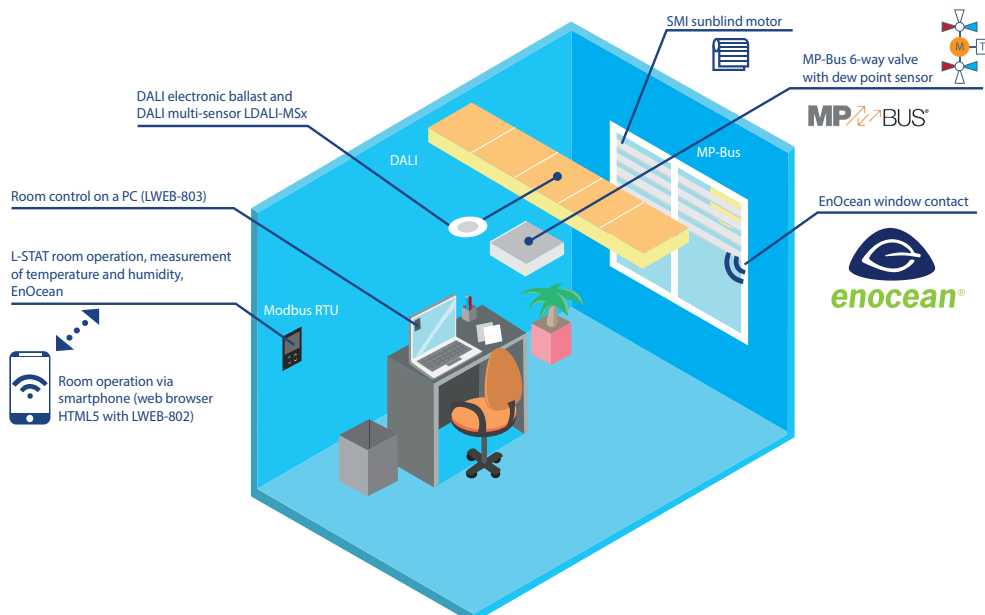 SMI sunblind motor
M
T
MP-Bus 6-way valve
with dew point sensor
MP BUS®
DALI electronic ballast and
DALI multi-sensor LDALI-MSx
DALI
MP-Bus
Room control on a PC (LWEB-803)
EnOcean window contact
enocean®
L-STAT room operation, measurement
of temperature and humidity,
EnOcean
Modbus RTU
Room operation via
smartphone (web browser
HTML5 with LWEB-802)